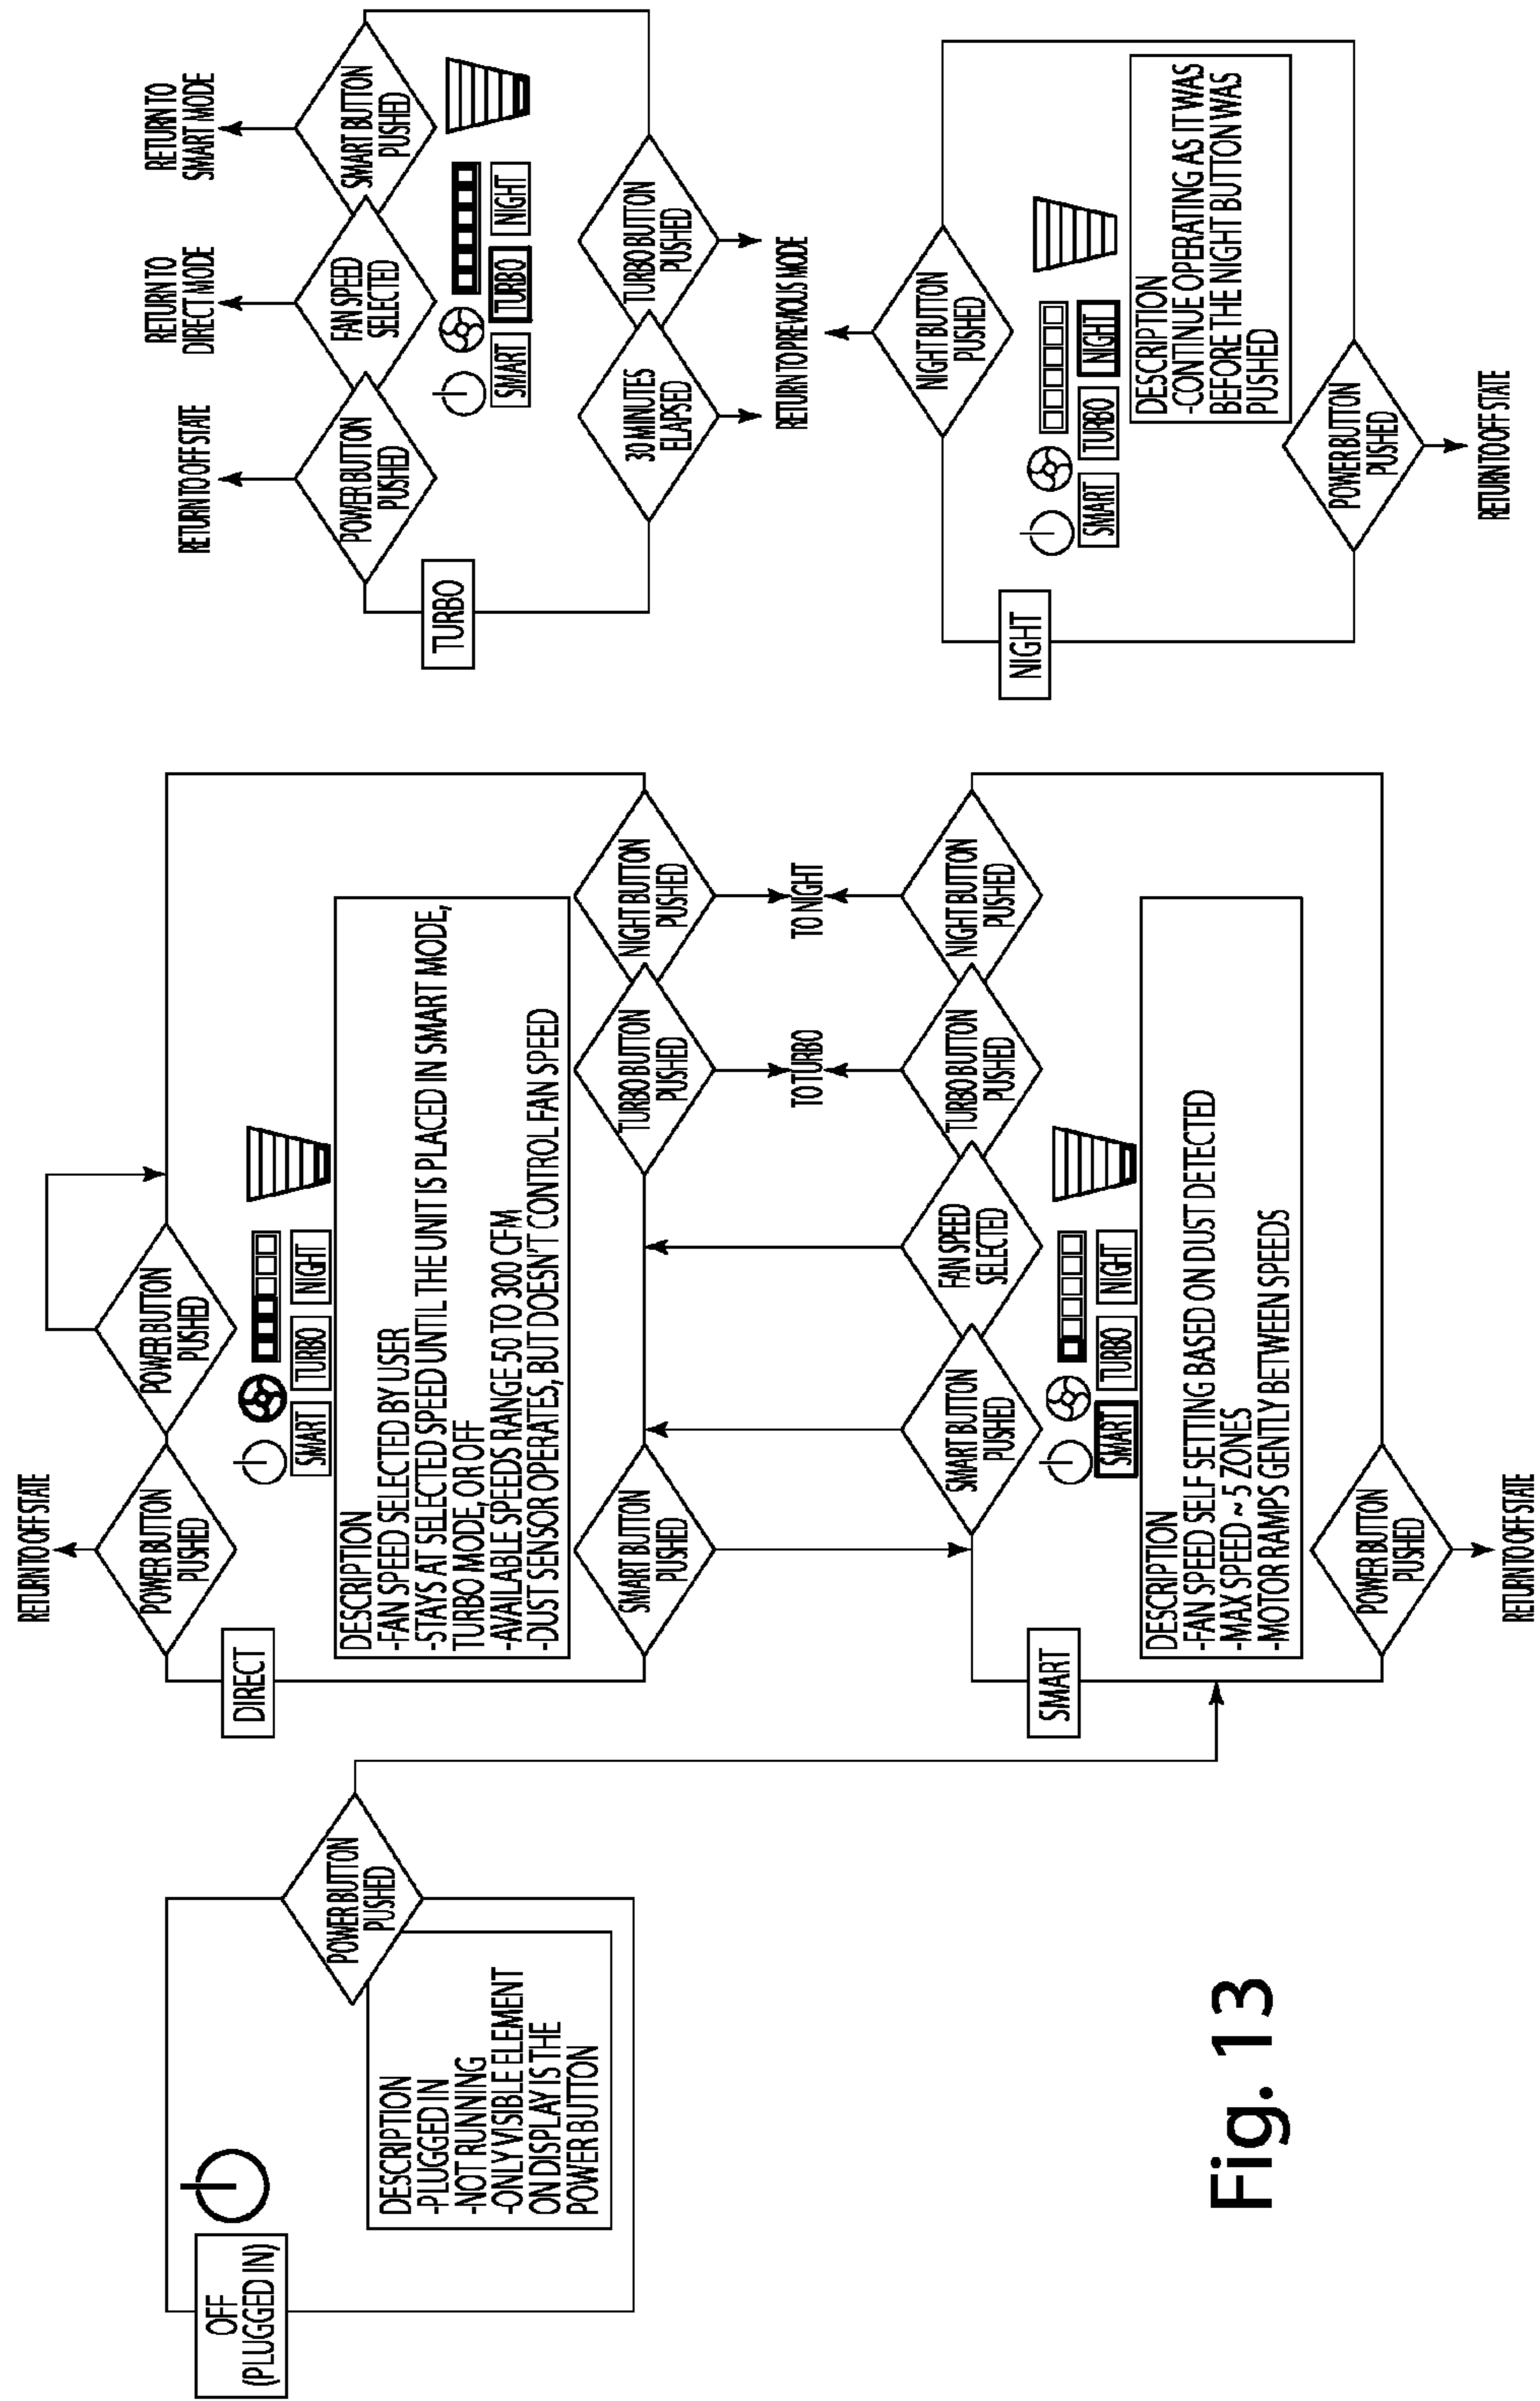 OFF
(PLUGGED IN)
DESCRIPTION
-PLUGGED IN
-NOT RUNNING
-ONLY VISIBLE ELEMENT
ON DISPLAY IS THE
POWER BUTTON
POWER BUTTON
PUSHED
DIRECT
RETURN TO OFF STATE
POWER BUTTON
PUSHED
POWER BUTTON
PUSHED
SMART
TURBO
NIGHT
DESCRIPTION
-FAN SPEED SELECTED BY USER
-STAYS AT SELECTED SPEED UNTIL THE UNIT IS PLACED IN SMART MODE,
TURBO MODE, OR OFF
-AVAILABLE SPEEDS RANGE 50 TO 300 CFM
-DUST SENSOR OPERATES, BUT DOESN'T CONTROL FAN SPEED
SMART BUTTON
PUSHED
TURBO BUTTON
PUSHED
NIGHT BUTTON
PUSHED
TO TURBO
TO NIGHT
SMART BUTTON
PUSHED
FAN SPEED
SELECTED
TURBO BUTTON
PUSHED
NIGHT BUTTON
PUSHED
SMART
SMART
TURBO
NIGHT
DESCRIPTION
-FAN SPEED SELF SETTING BASED ON DUST DETECTED
-MAX SPEED ~ 5 ZONES
-MOTOR RAMPS GENTLY BETWEEN SPEEDS
POWER BUTTON
PUSHED
RETURN TO OFF STATE
RETURN TO OFF STATE
RETURN TO
DIRECT MODE
RETURN TO
SMART MODE
POWER BUTTON
PUSHED
FAN SPEED
SELECTED
SMART BUTTON
PUSHED
TURBO
SMART
TURBO
NIGHT
30 MINUTES
ELAPSED
TURBO BUTTON
PUSHED
RETURN TO PREVIOUS MODE
NIGHT BUTTON
PUSHED
NIGHT
SMART
TURBO
NIGHT
DESCRIPTION
-CONTINUE OPERATING AS IT WAS
BEFORE THE NIGHT BUTTON WAS
PUSHED
POWER BUTTON
PUSHED
RETURN TO OFF STATE
Fig. 13